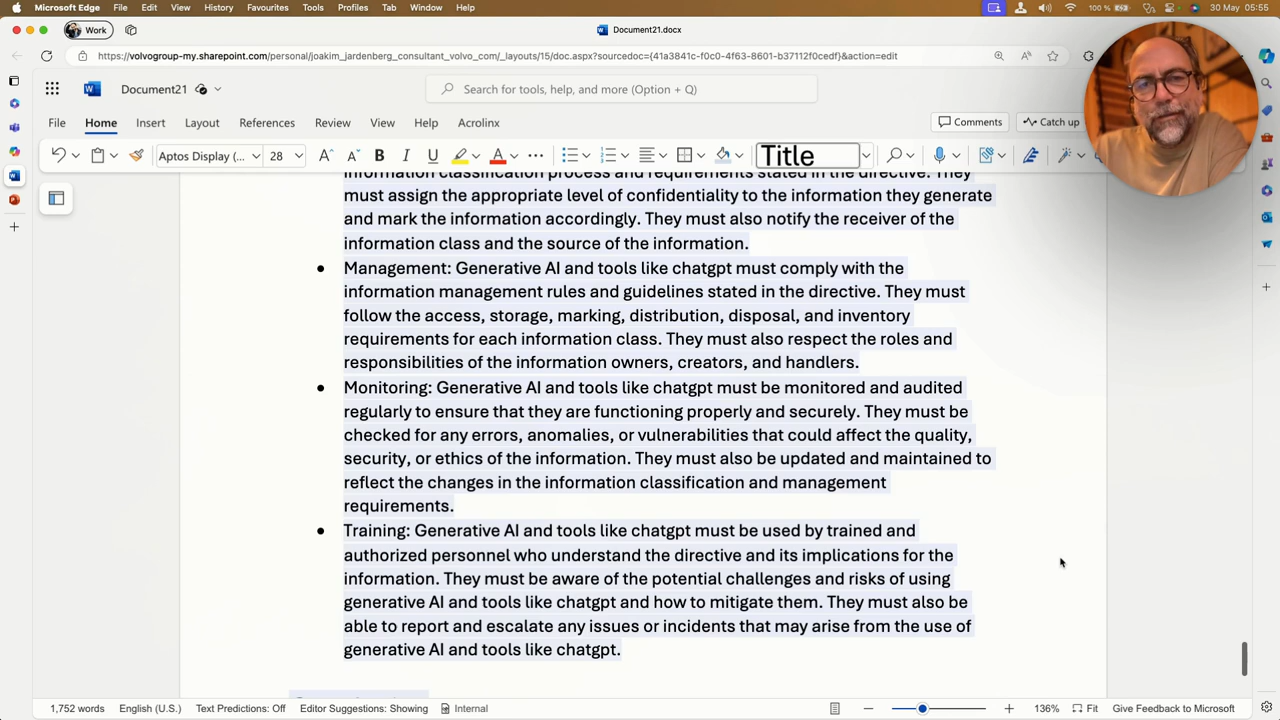 Microsoft Edge File Edit View History Favourites Tools Profiles Tab Window Help 100 % 30 May 05:55
Work Document21.docx
https://volvogroup-my.sharepoint.com/personal/joakim_jardenberg_consultant_volvo_com/_layouts/15/doc.aspx?sourcedoc={41a3841c-f0c0-4f63-8601-b37112f0cedf}&action=edit
Document21 Search for tools, help, and more (Option + Q)
File Home Insert Layout References Review View Help Acrolinx Comments Catch up
Aptos Display (... 28 B I U A Title
information classification process and requirements stated in the directive. They
must assign the appropriate level of confidentiality to the information they generate
and mark the information accordingly. They must also notify the receiver of the
information class and the source of the information.
• Management: Generative AI and tools like chatgpt must comply with the
information management rules and guidelines stated in the directive. They must
follow the access, storage, marking, distribution, disposal, and inventory
requirements for each information class. They must also respect the roles and
responsibilities of the information owners, creators, and handlers.
• Monitoring: Generative AI and tools like chatgpt must be monitored and audited
regularly to ensure that they are functioning properly and securely. They must be
checked for any errors, anomalies, or vulnerabilities that could affect the quality,
security, or ethics of the information. They must also be updated and maintained to
reflect the changes in the information classification and management
requirements.
• Training: Generative AI and tools like chatgpt must be used by trained and
authorized personnel who understand the directive and its implications for the
information. They must be aware of the potential challenges and risks of using
generative AI and tools like chatgpt and how to mitigate them. They must also be
able to report and escalate any issues or incidents that may arise from the use of
generative AI and tools like chatgpt.
1,752 words English (U.S.) Text Predictions: Off Editor Suggestions: Showing Internal 136% Fit Give Feedback to Microsoft